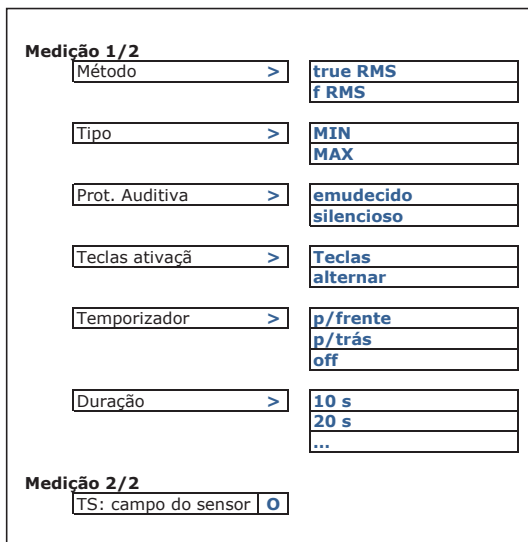 Medição 1/2
Método > true RMS
f RMS
Tipo > MIN
MAX
Prot. Auditiva > emudecido
silencioso
Teclas ativaçã > Teclas
alternar
Temporizador > p/frente
p/trás
off
Duração > 10 s
20 s
...
Medição 2/2
TS: campo do sensor O